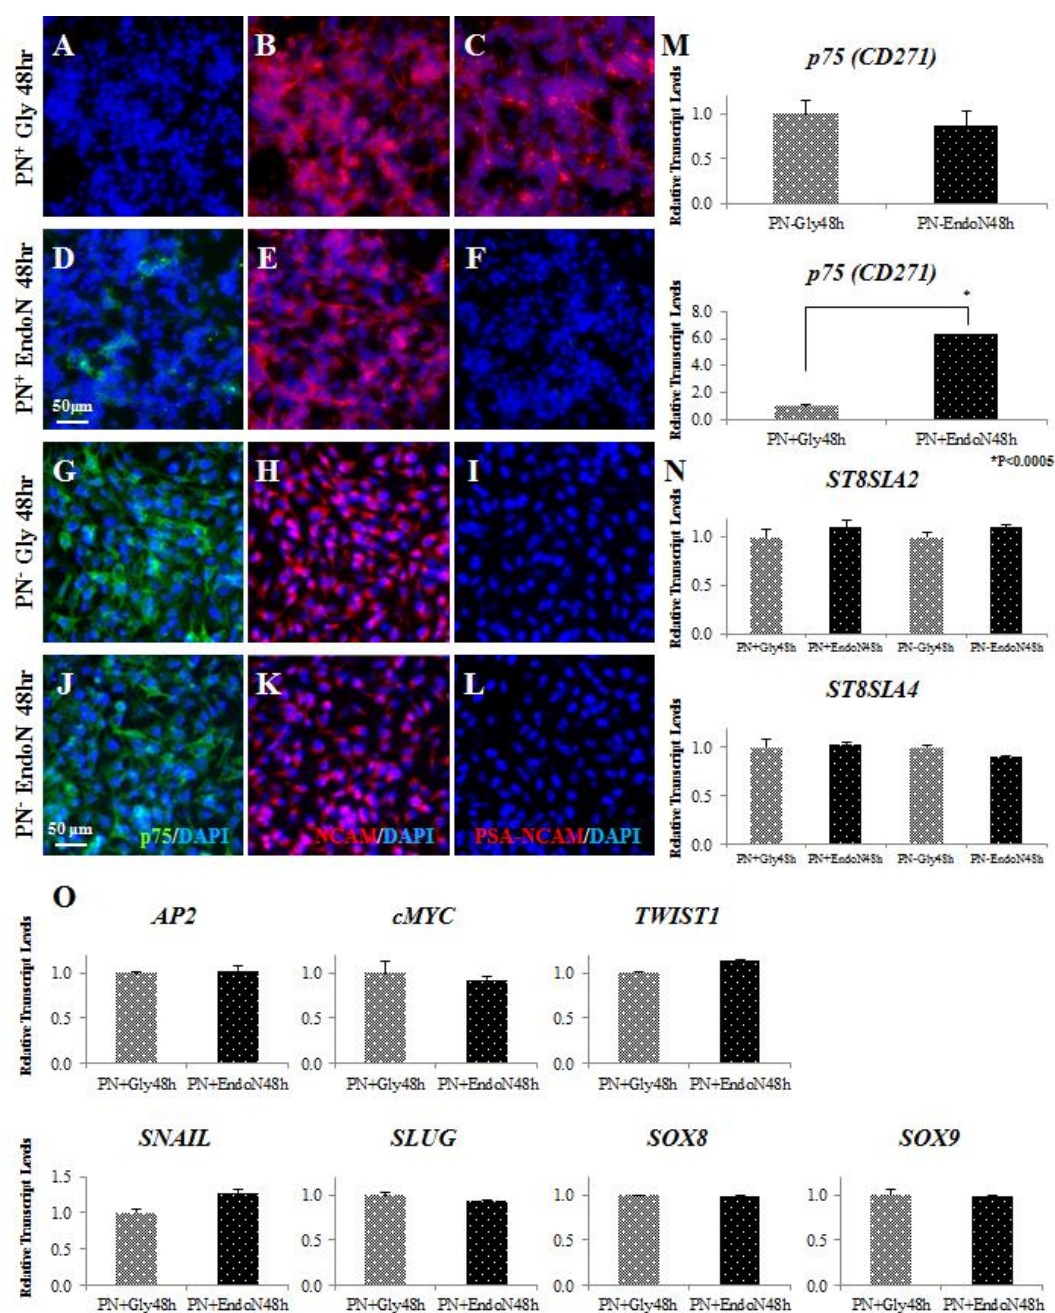 PN⁺ Gly 48hr
A
B
C
PN⁺ EndoN 48hr
D
E
F
50µm
PN⁻ Gly 48hr
G
H
I
PN⁻ EndoN 48hr
J
K
L
50 µm
p75/DAPI
NCAM/DAPI
PSA-NCAM/DAPI
M
p75 (CD271)
Relative Transcript Levels
1.0
0.5
0.0
PN-Gly48h PN-EndoN48h
p75 (CD271)
Relative Transcript Levels
*
8.0
6.0
4.0
2.0
0.0
PN+Gly48h PN+EndoN48h
*P<0.0005
N
ST8SIA2
Relative Transcript Levels
1.0
0.5
0.0
PN+Gly48h PN+EndoN48h PN-Gly48h PN-EndoN48h
ST8SIA4
Relative Transcript Levels
1.0
0.5
0.0
PN+Gly48h PN+EndoN48h PN-Gly48h PN-EndoN48h
O
Relative Transcript Levels
AP2
1.0
0.5
0.0
PN+Gly48h PN+EndoN48h
cMYC
1.0
0.5
0.0
PN+Gly48h PN+EndoN48h
TWIST1
1.0
0.5
0.0
PN+Gly48h PN+EndoN48h
Relative Transcript Levels
SNAIL
1.5
1.0
0.5
0.0
PN+Gly48h PN+EndoN48h
SLUG
1.0
0.5
0.0
PN+Gly48h PN+EndoN48h
SOX8
1.0
0.5
0.0
PN+Gly48h PN+EndoN48h
SOX9
1.0
0.5
0.0
PN+Gly48h PN+EndoN48h